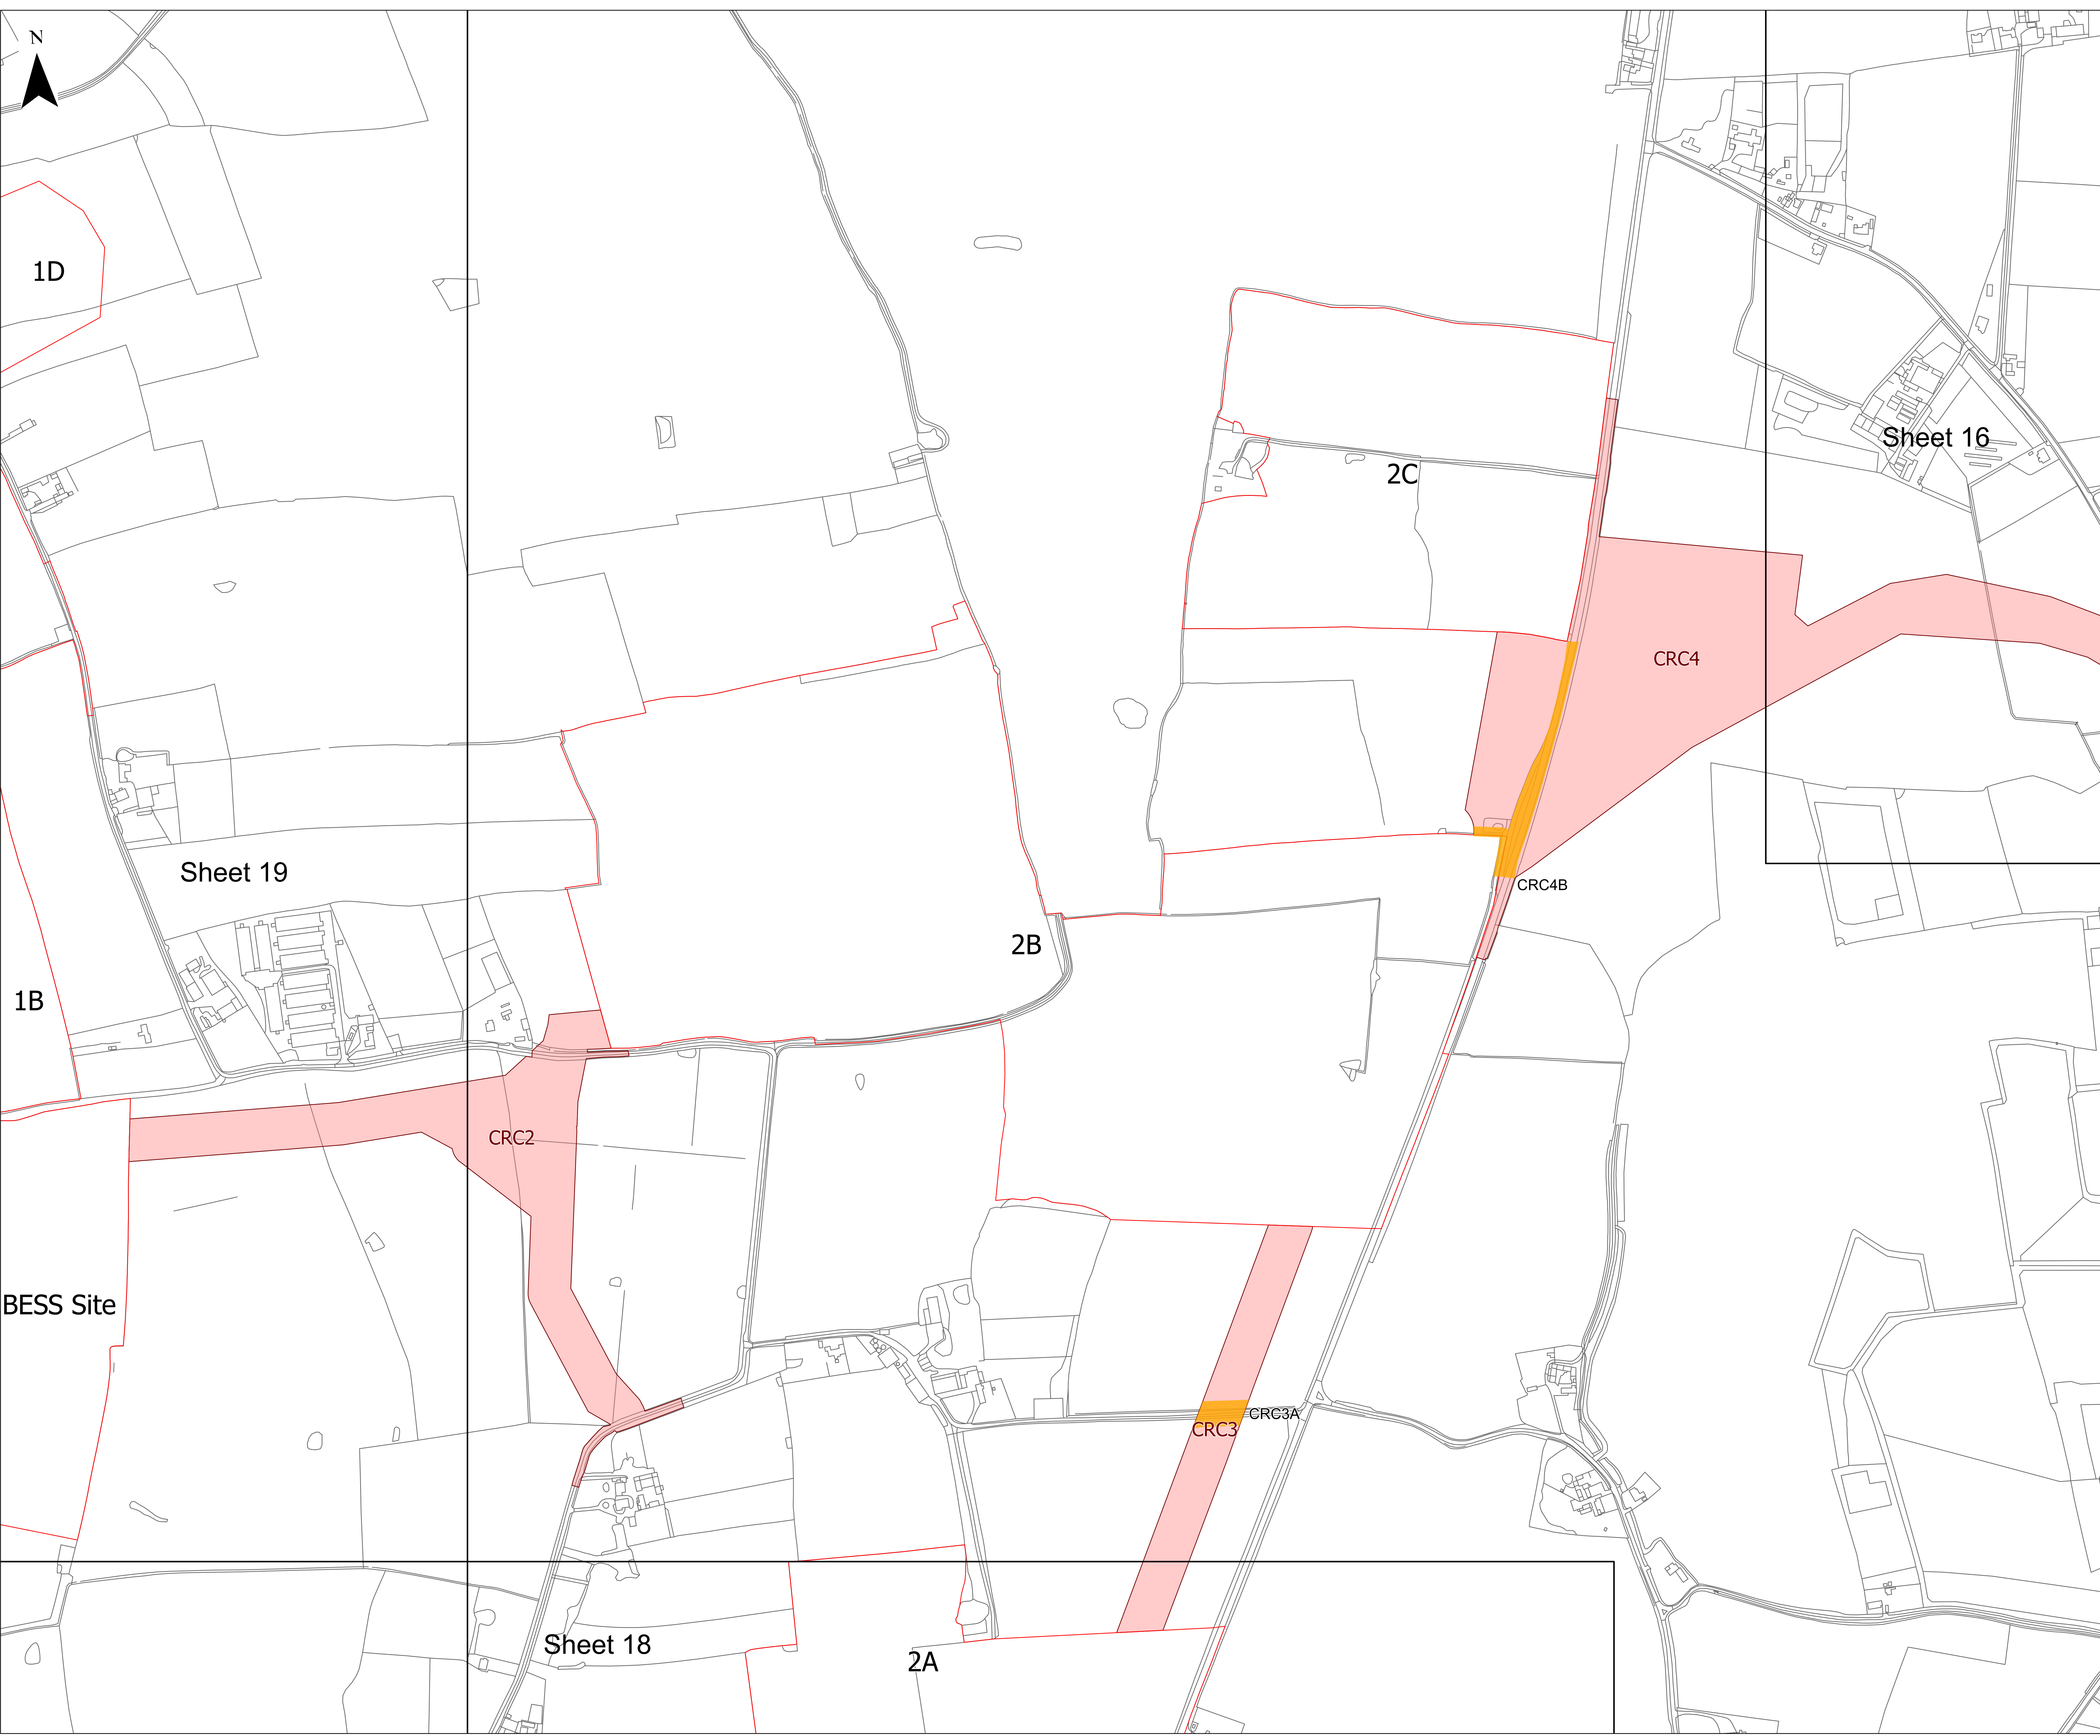 N
1D
Sheet 16
2C
CRC4
Sheet 19
CRC4B
2B
1B
CRC2
BESS Site
CRC3A
CRC3
Sheet 18
2A